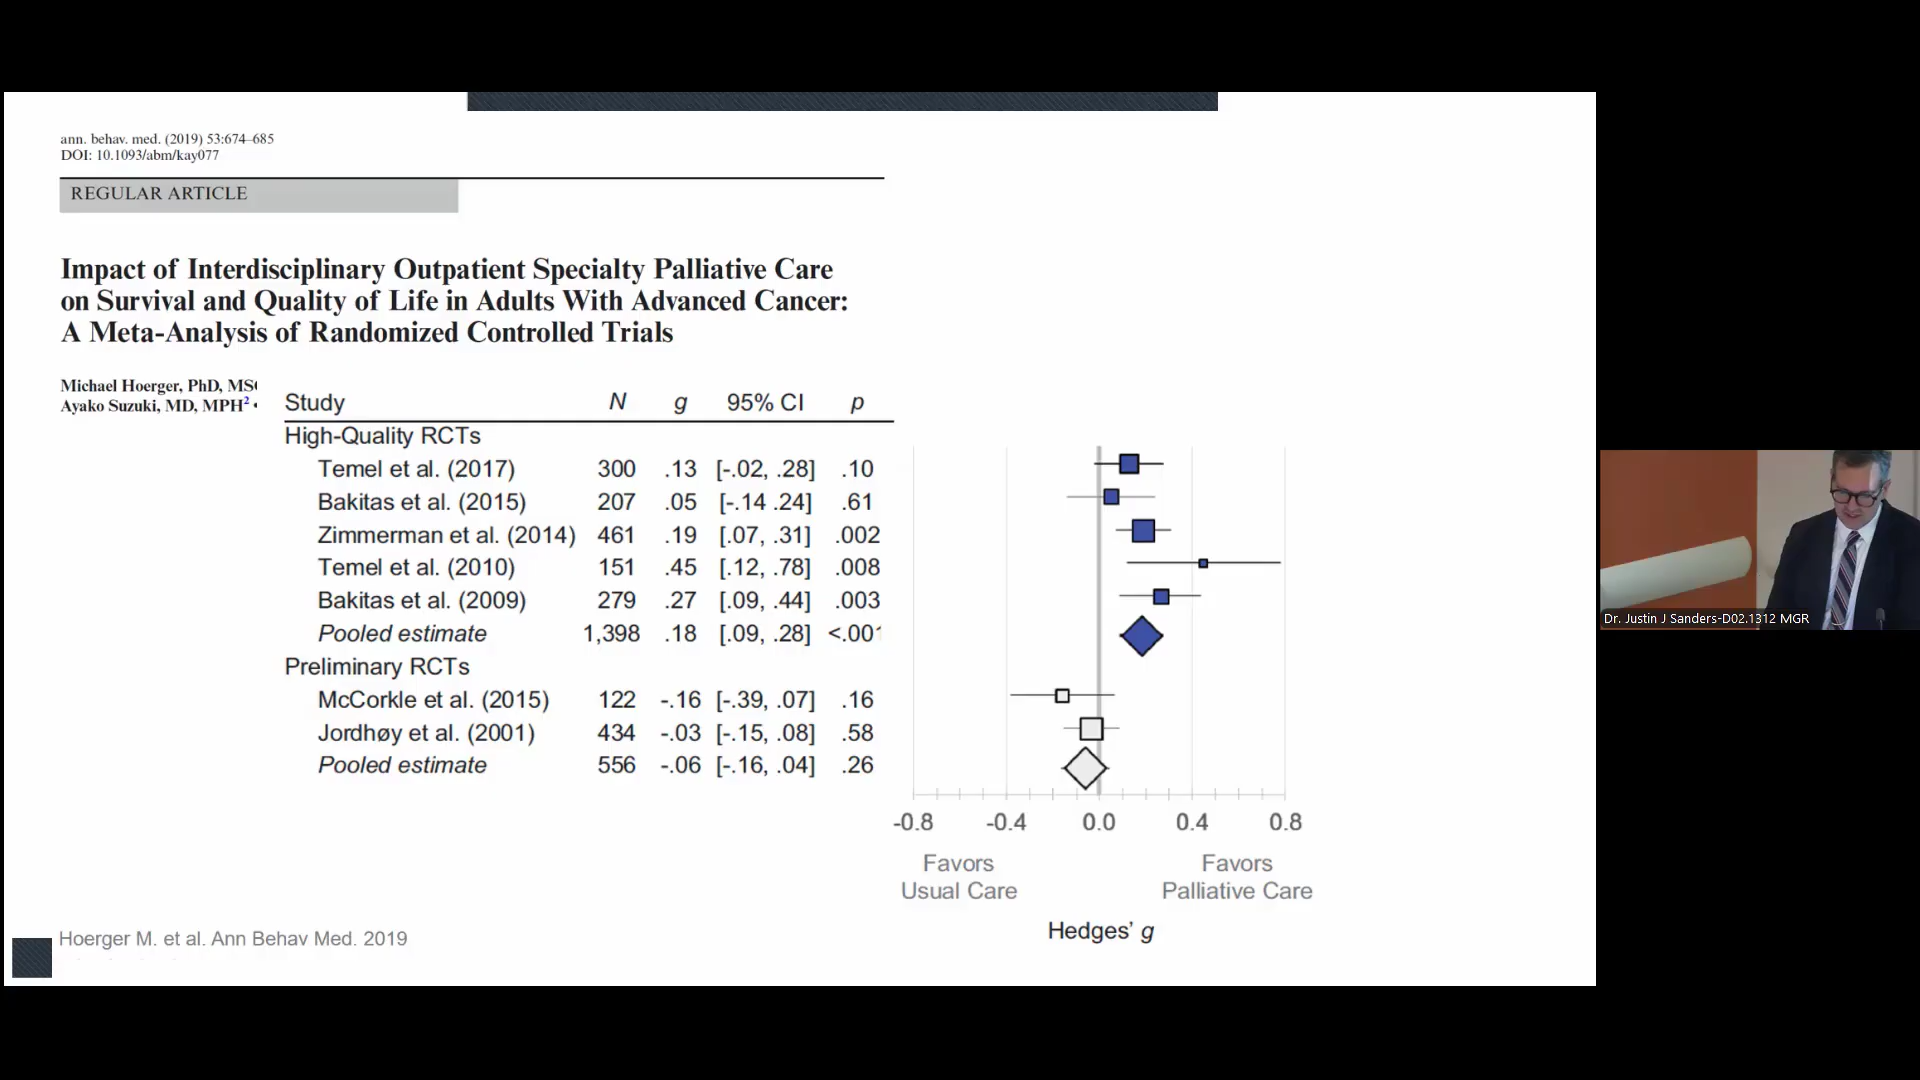 ann. behav. med. (2019) 53:674–685
DOI: 10.1093/abm/kay077
REGULAR ARTICLE
Impact of Interdisciplinary Outpatient Specialty Palliative Care
on Survival and Quality of Life in Adults With Advanced Cancer:
A Meta-Analysis of Randomized Controlled Trials
Michael Hoerger, PhD,
Ayako Suzuki, MD, MPH2
Study N g 95% CI p
High-Quality RCTs
Temel et al. (2017) 300 .13 [-.02, .28] .10
Bakitas et al. (2015) 207 .05 [-.14 .24] .61
Zimmerman et al. (2014) 461 .19 [.07, .31] .002
Temel et al. (2010) 151 .45 [.12, .78] .008
Bakitas et al. (2009) 279 .27 [.09, .44] .003
Pooled estimate 1,398 .18 [.09, .28] <.001
Preliminary RCTs
McCorkle et al. (2015) 122 -.16 [-.39, .07] .16
Jordhøy et al. (2001) 434 -.03 [-.15, .08] .58
Pooled estimate 556 -.06 [-.16, .04] .26
-0.8 -0.4 0.0 0.4 0.8
Favors Favors
Usual Care Palliative Care
Hedges’ g
Hoerger M. et al. Ann Behav Med. 2019
Dr. Justin J Sanders-D02.1312 MGR